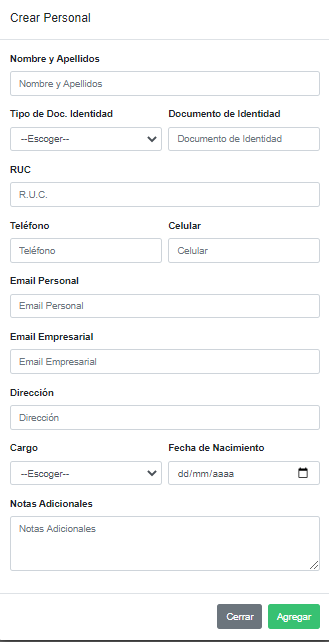 Crear Personal
Nombre y Apellidos
Nombre y Apellidos
Tipo de Doc. Identidad Documento de Identidad
--Escoger-- Documento de Identidad
RUC
R.U.C.
Teléfono Celular
Teléfono Celular
Email Personal
Email Personal
Email Empresarial
Email Empresarial
Dirección
Dirección
Cargo Fecha de Nacimiento
--Escoger-- dd/mm/aaaa
Notas Adicionales
Notas Adicionales
Cerrar Agregar